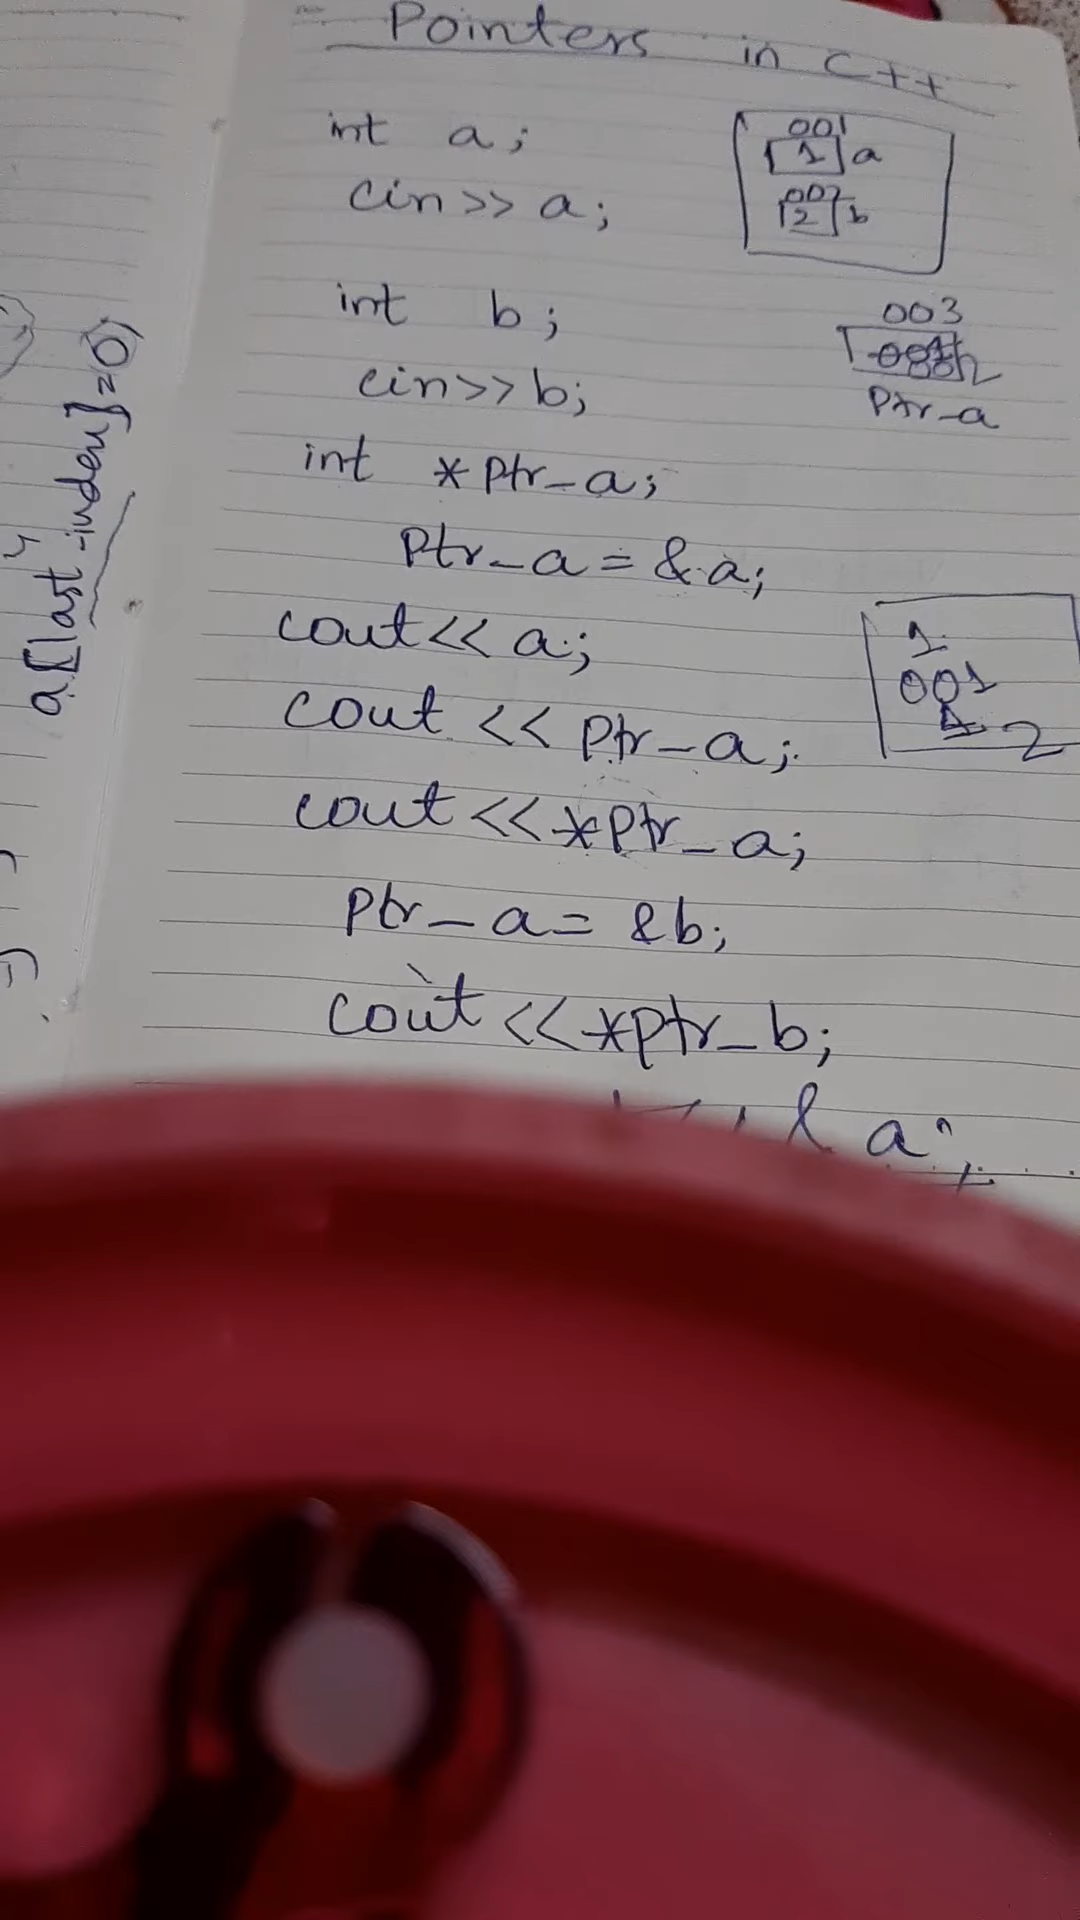 Pointers in C++
int a;
cin>> a;
int b;
cin>>b;
int *ptr_a;
ptr_a = &a;
cout<< a;
cout << ptr_a;
cout <<*ptr_a;
ptr_a = &b;
cout <<*ptr_b;
& a;
001
1 a
002
2 b
003
ptr_a
1
001
2
a[last-index]=0;